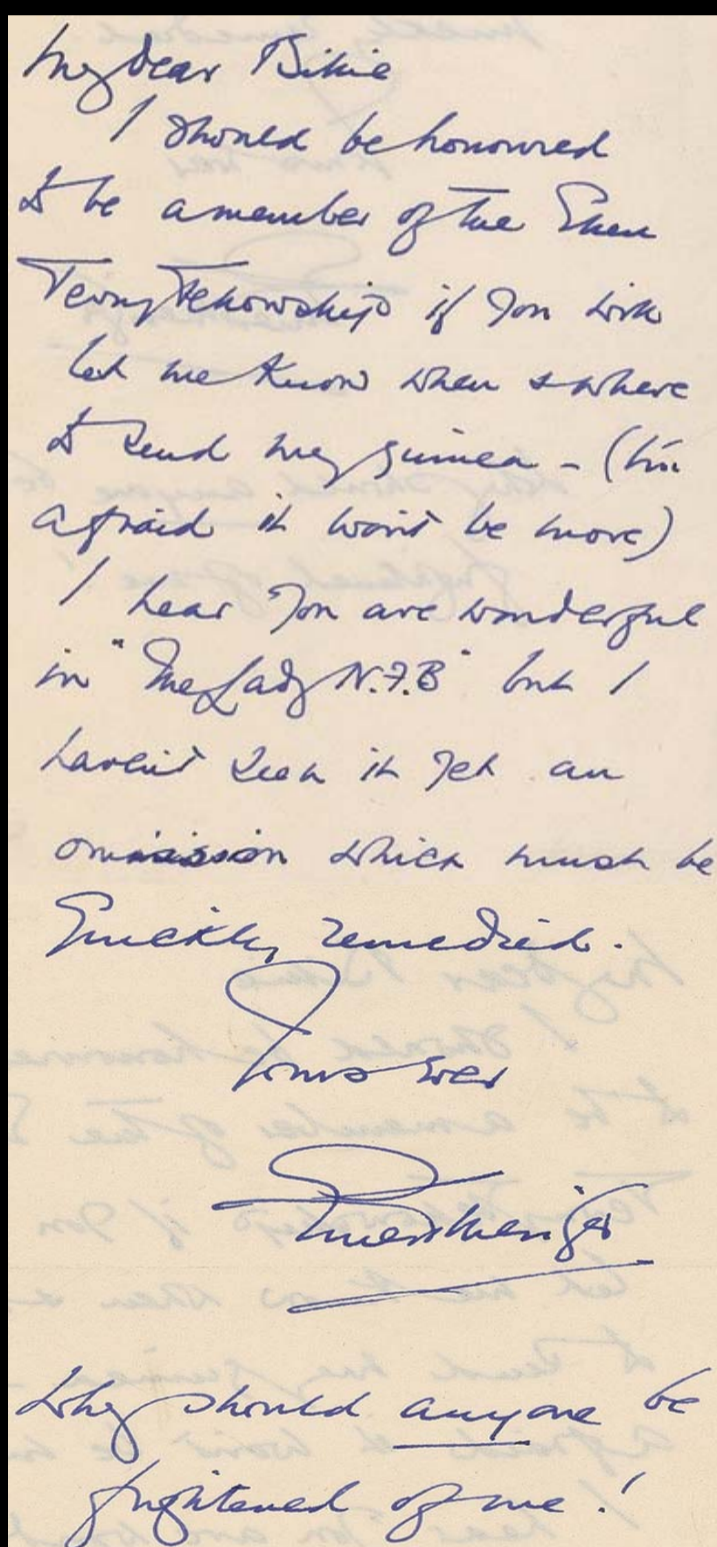 My dear Billie
I should be honoured
to be a member of the Ellen
Terry Fellowship if you will
let me know when & where
to send my guinea - (I'm
afraid it won't be more)
I hear you are wonderful
in "The Lady N.F.B" but I
haven't seen it yet an
omission which must be
quickly remedied.
Yours ever
Why should anyone be
frightened of me!